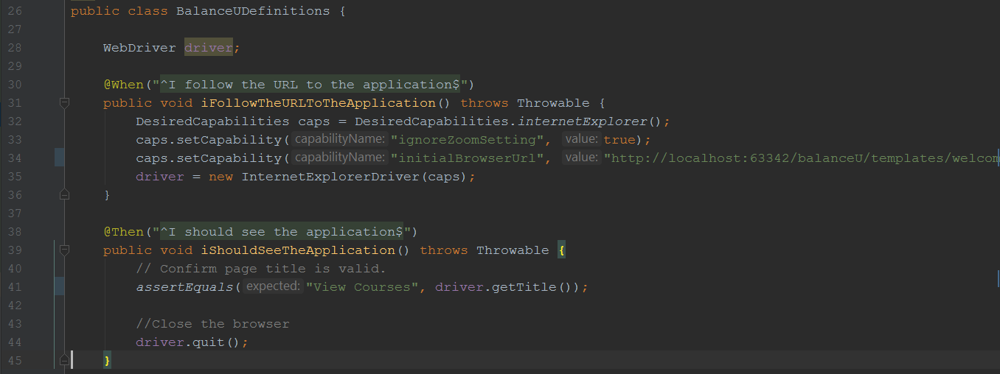 26 public class BalanceUDefinitions {
27
28 WebDriver driver;
29
30 @When("^I follow the URL to the application$")
31 public void iFollowTheURLToTheApplication() throws Throwable {
32 DesiredCapabilities caps = DesiredCapabilities.internetExplorer();
33 caps.setCapability( capabilityName: "ignoreZoomSetting", value: true);
34 caps.setCapability( capabilityName: "initialBrowserUrl", value: "http://localhost:63342/balanceU/templates/welcom
35 driver = new InternetExplorerDriver(caps);
36 }
37
38 @Then("^I should see the application$")
39 public void iShouldSeeTheApplication() throws Throwable {
40 // Confirm page title is valid.
41 assertEquals( expected: "View Courses", driver.getTitle());
42
43 //Close the browser
44 driver.quit();
45 }